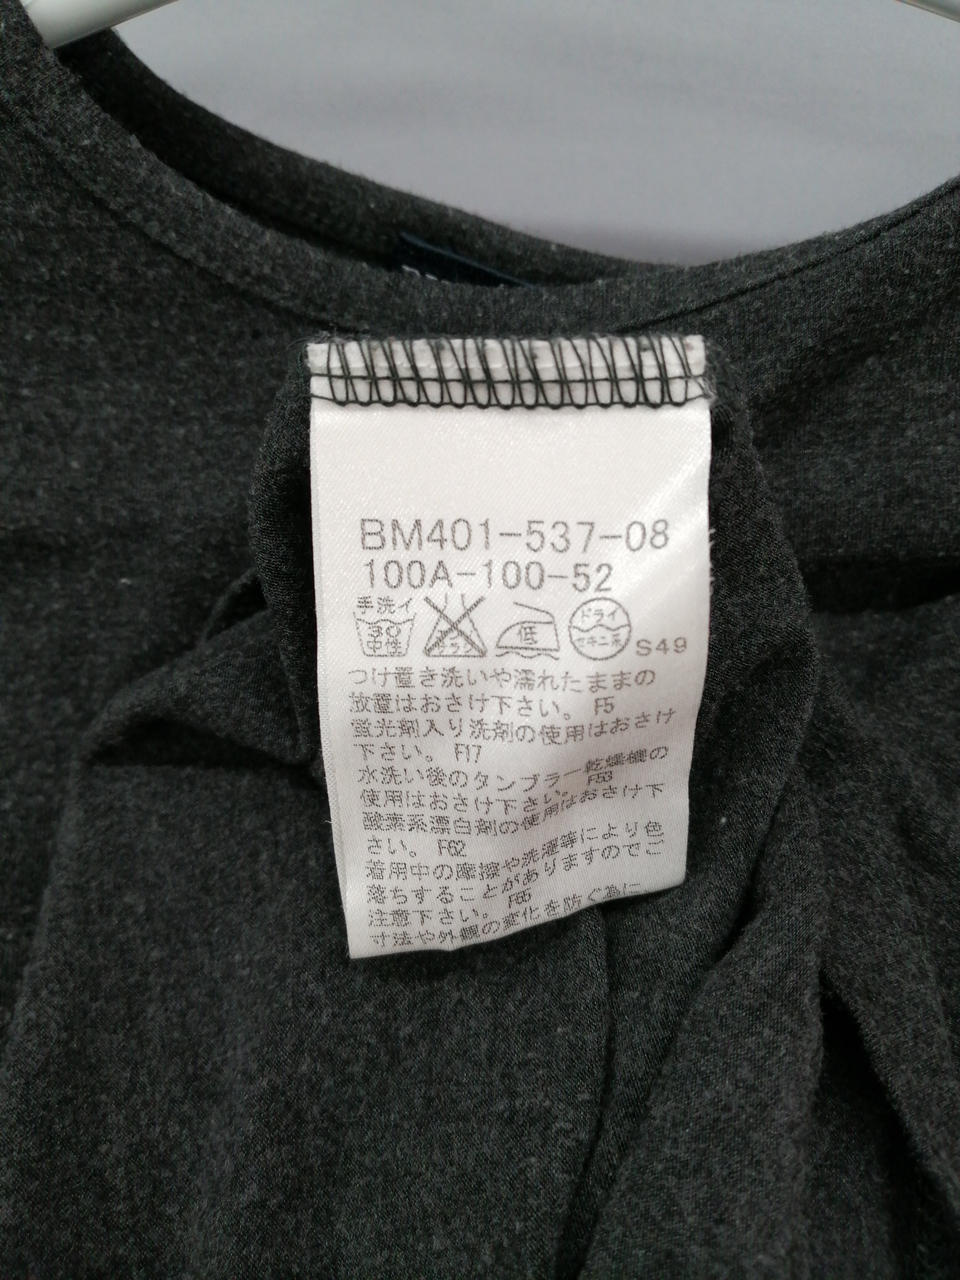 BM401-537-08
100A-100-52
手洗イ
30
中性
低
ドライ
セキユ系
S49
つけ置き洗いや濡れたままの
放置はおさけ下さい。 F5
蛍光剤入り洗剤の使用はおさけ
下さい。 F17
水洗い後のタンブラー乾燥機の
使用はおさけ下さい。 F53
酸素系漂白剤の使用はおさけ下
さい。 F62
着用中の摩擦や洗濯等により色
落ちすることがありますのでご
注意下さい。 F65
寸法や外観の変化を防ぐ為に、